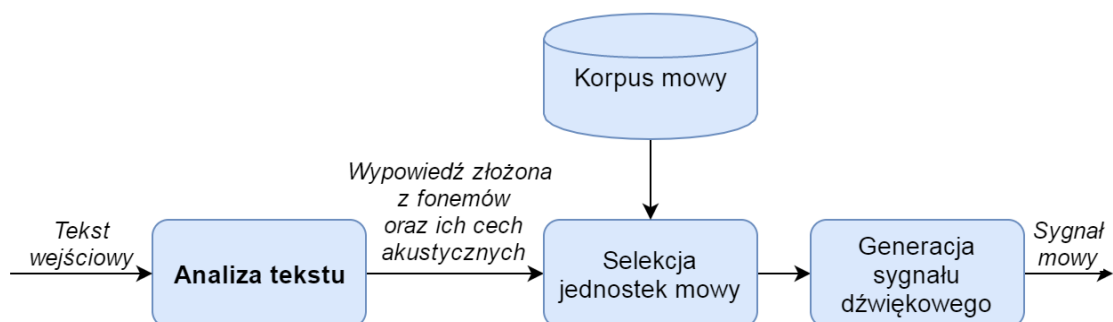 Korpus mowy
Wypowiedź złożona
z fonemów
oraz ich cech
akustycznych
Tekst
wejściowy
Analiza tekstu
Selekcja
jednostek mowy
Generacja
sygnału
dźwiękowego
Sygnał
mowy